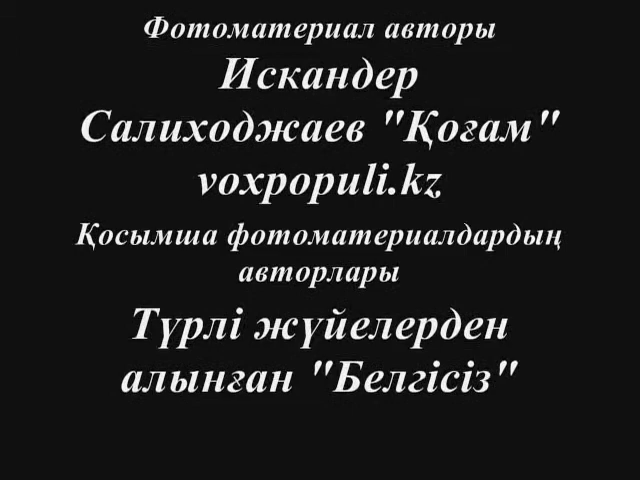 Фотоматериал авторы
Искандер
Салиходжаев "Қоғам"
voxpopuli.kz
Қосымша фотоматериалдардың
авторлары
Түрлі жүйелерден
алынған "Белгісіз"